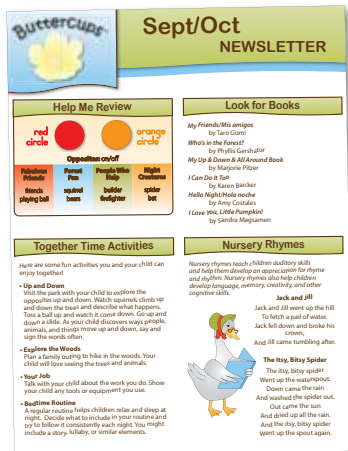 ButterCups
Sept/Oct
NEWSLETTER
Help Me Review
red
circle
orange
circle
Opposites: on/off
Fabulous
Friends
friends
playing ball
Forest
Fun
squirrel
bears
People Who
Help
builder
firefighter
Night
Creatures
spider
bat
Look for Books
My Friends/Mis amigos
by Taro Gomi
Who's in the Forest?
by Phyllis Gershator
My Up & Down & All Around Book
by Marjorie Pitzer
I Can Do It Too
by Karen Baicker
Hello Night/Hola noche
by Amy Costales
I Love You, Little Pumpkin!
by Sandra Magsamen
Together Time Activities
Here are some fun activities you and your child can
enjoy together!
• Up and Down
Visit the park with your child to explore the
opposites up and down. Watch squirrels climb up
and down the trees and describe what happens.
Toss a ball up and watch it come down. Go up and
down a slide. As your child discovers ways people,
animals, and things move up and down, say and
sign the words often.
• Explore the Woods
Plan a family outing to hike in the woods. Your
child will love seeing the trees and animals.
• Your Job
Talk with your child about the work you do. Show
your child any tools or equipment you use.
• Bedtime Routine
A regular routine helps children relax and sleep at
night. Decide what to include in your routine and
try to follow it consistently each night. You might
include a story, lullaby, or similar elements.
Nursery Rhymes
Nursery rhymes teach children auditory skills
and help them develop an appreciation for rhyme
and rhythm. Nursery rhymes also help children
develop language, memory, creativity, and other
cognitive skills.
Jack and Jill
Jack and Jill went up the hill
To fetch a pail of water.
Jack fell down and broke his
crown,
And Jill came tumbling after.
The Itsy, Bitsy Spider
The itsy, bitsy spider
Went up the waterspout.
Down came the rain
And washed the spider out.
Out came the sun
And dried up all the rain.
And the itsy, bitsy spider
Went up the spout again.